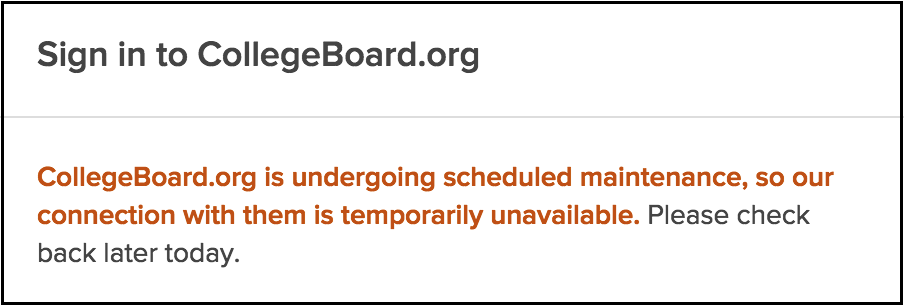 Sign in to CollegeBoard.org
CollegeBoard.org is undergoing scheduled maintenance, so our
connection with them is temporarily unavailable. Please check
back later today.